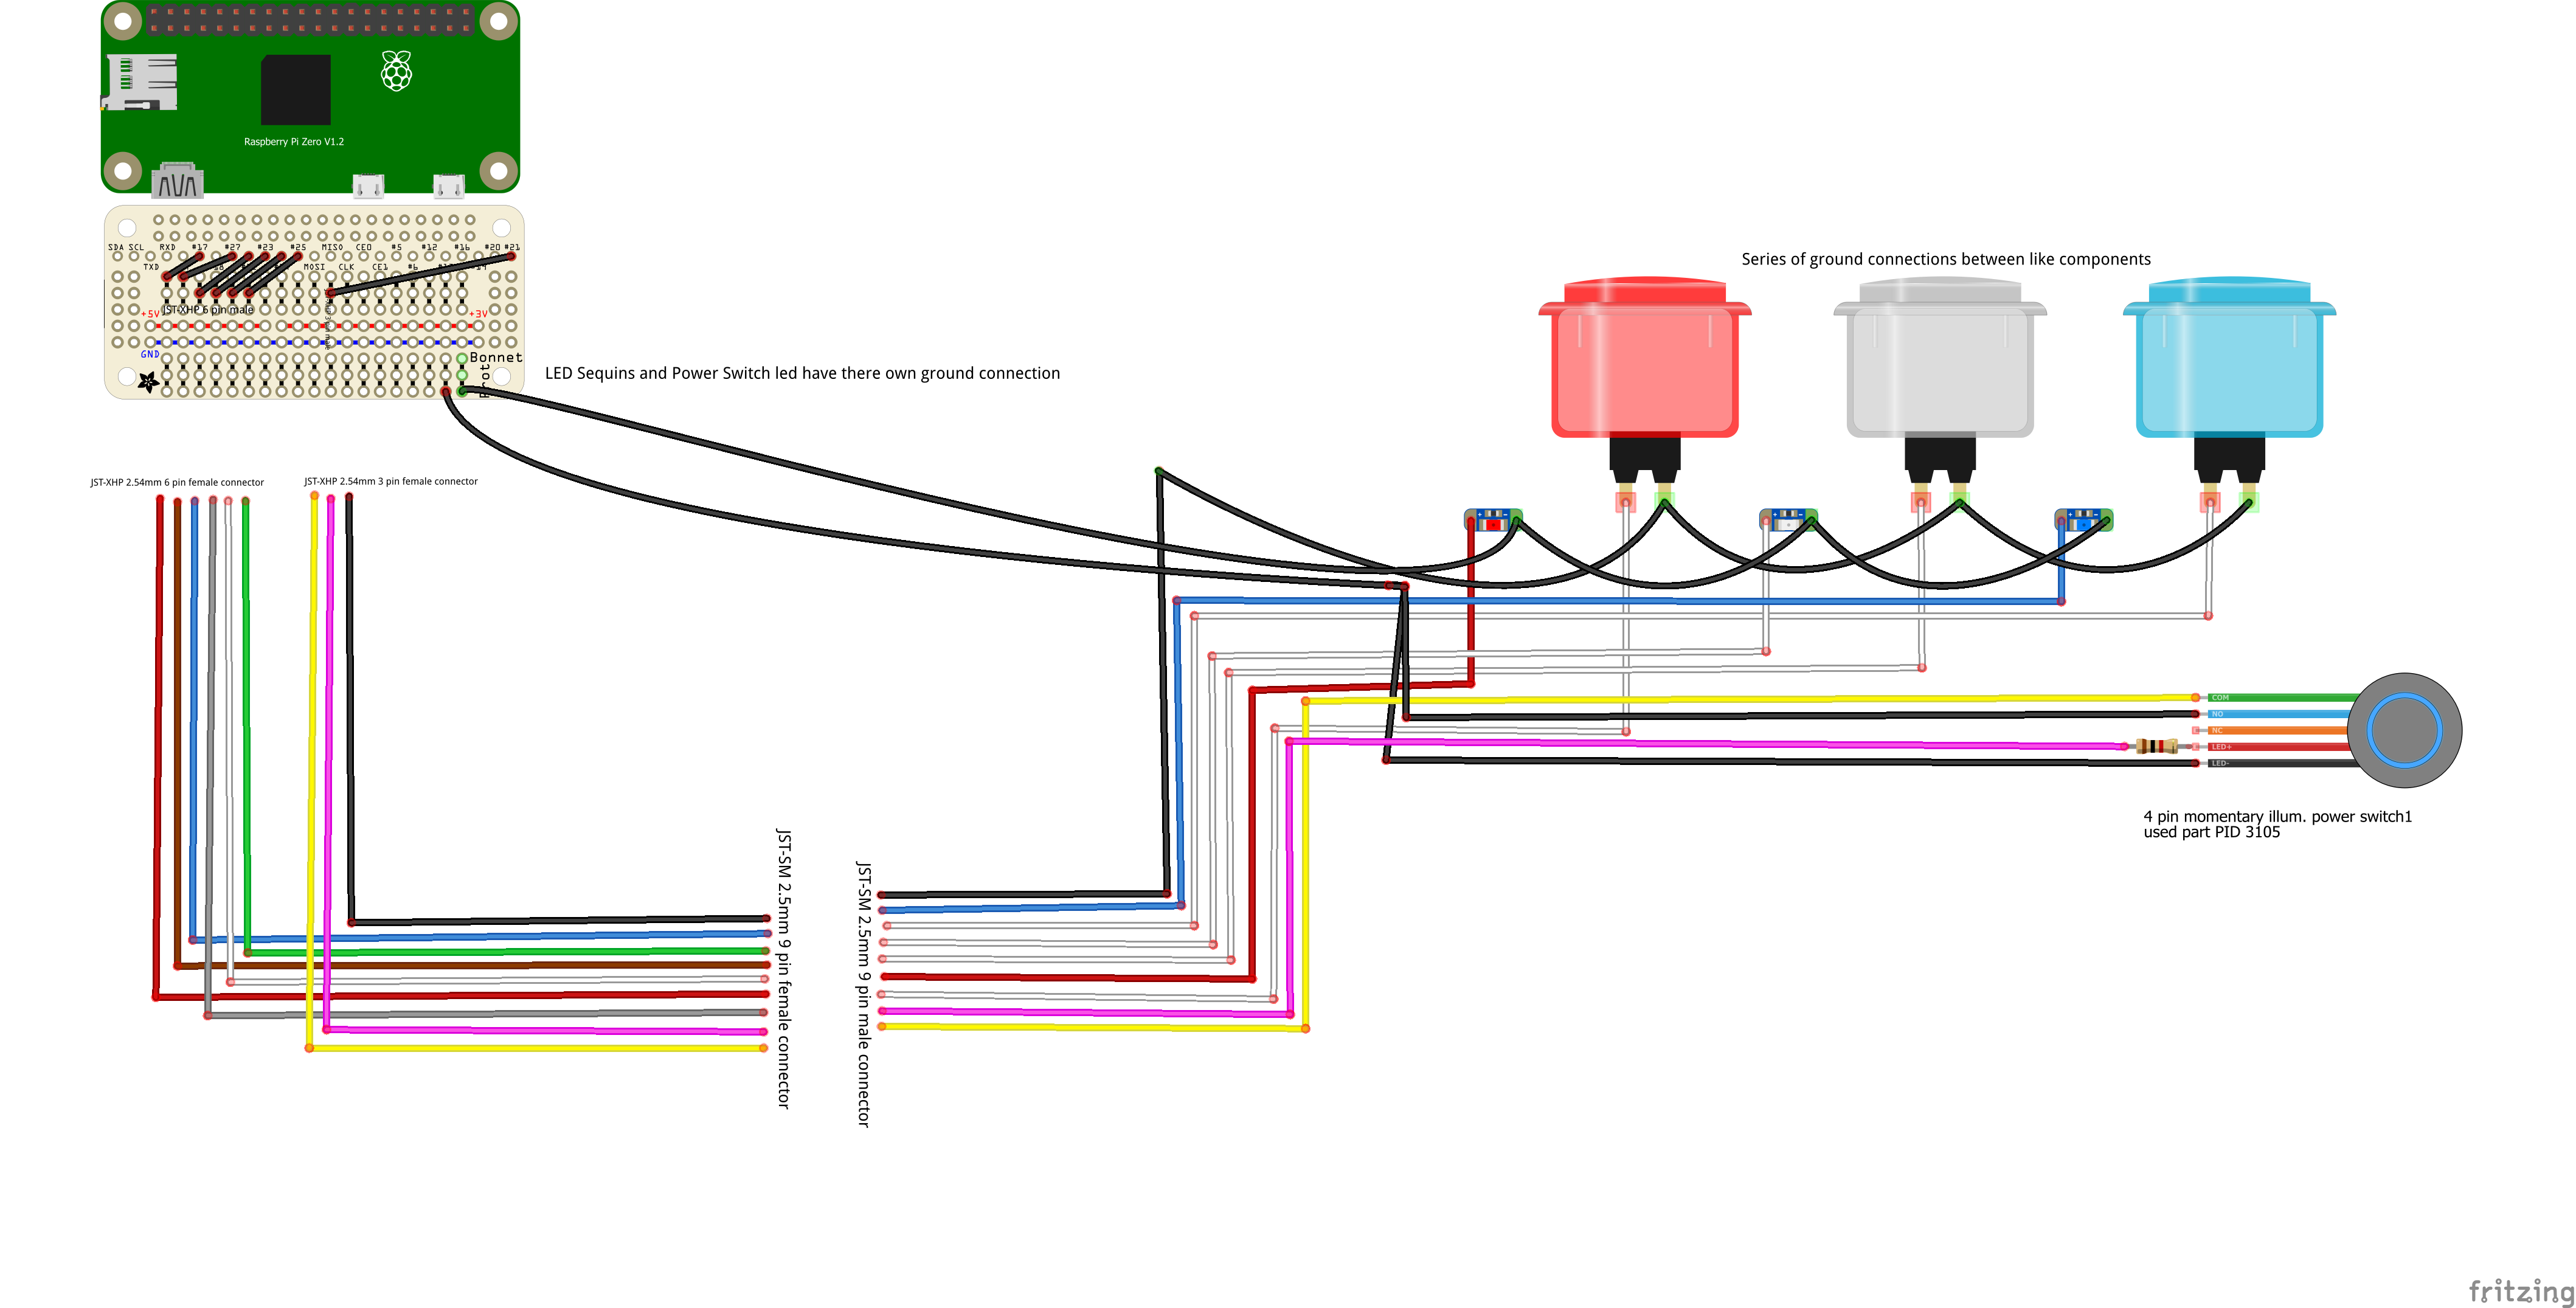 Raspberry Pi Zero V1.2
SDA SCL RXD #17 #27 #23 #25 MISO CE0 #5 #12 #16 #20 #21
TXD MOSI CLK CE1 #6
JST-XHP 6 pin male
+5V
+3V
GND
Bonnet
Proto
LED Sequins and Power Switch led have there own ground connection
Series of ground connections between like components
JST-XHP 2.54mm 6 pin female connector
JST-XHP 2.54mm 3 pin female connector
COM
NO
NC
LED+
LED-
4 pin momentary illum. power switch1
used part PID 3105
JST-SM 2.5mm 9 pin female connector
JST-SM 2.5mm 9 pin male connector
fritzing